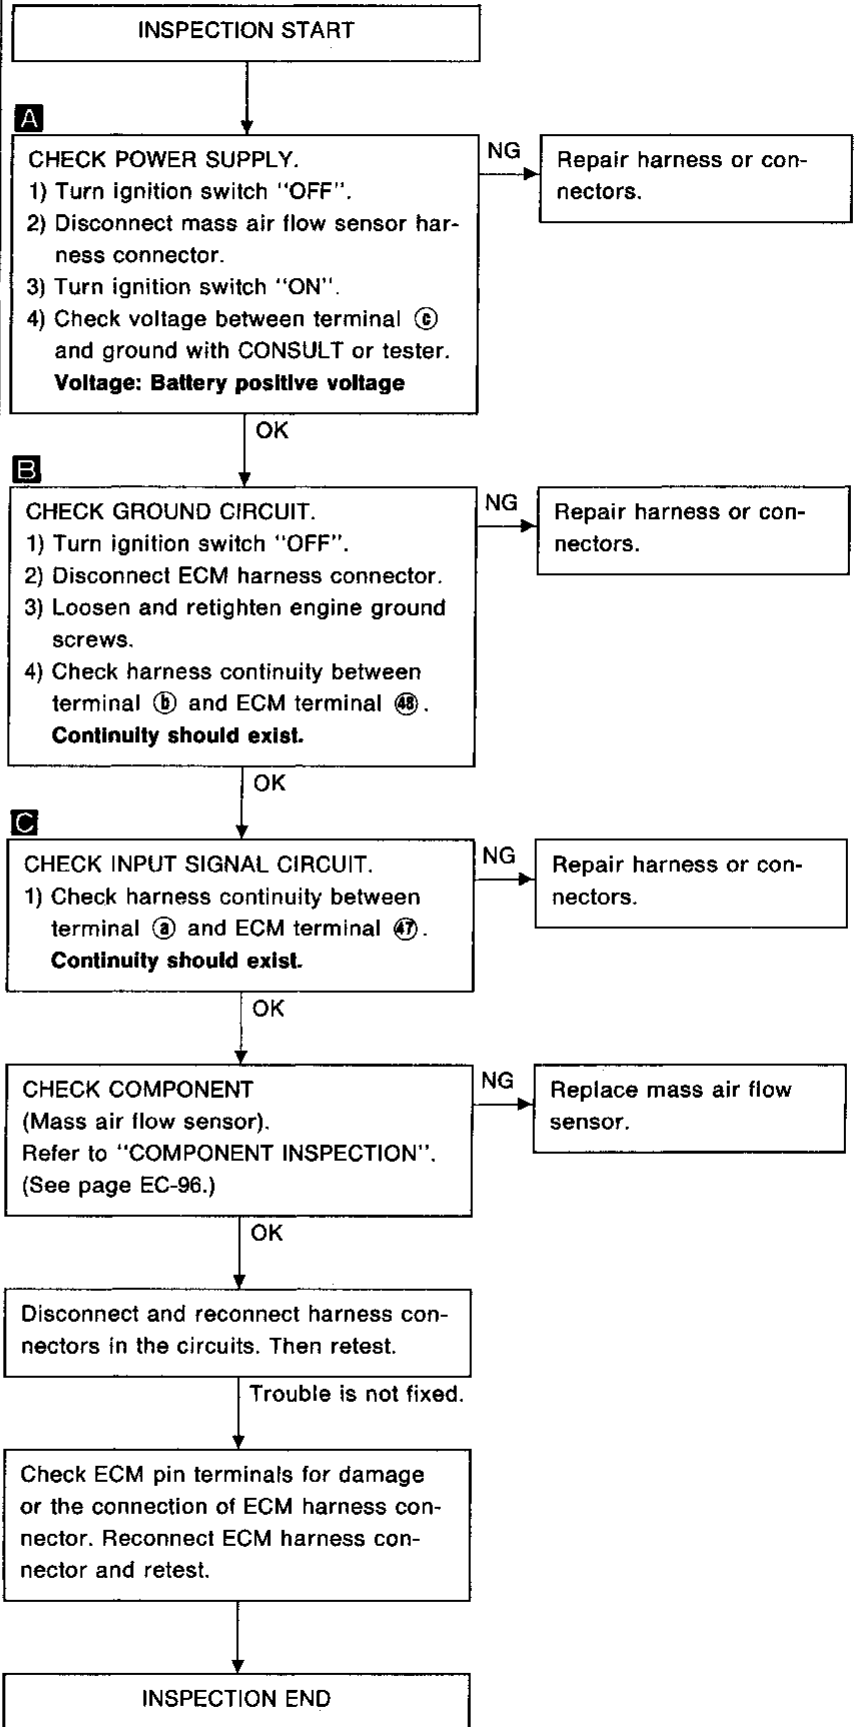 INSPECTION START
A
CHECK POWER SUPPLY.
1) Turn ignition switch "OFF".
2) Disconnect mass air flow sensor har-
ness connector.
3) Turn ignition switch "ON".
4) Check voltage between terminal ⓒ
and ground with CONSULT or tester.
Voltage: Battery positive voltage
NG
Repair harness or con-
nectors.
OK
B
CHECK GROUND CIRCUIT.
1) Turn ignition switch "OFF".
2) Disconnect ECM harness connector.
3) Loosen and retighten engine ground
screws.
4) Check harness continuity between
terminal ⓑ and ECM terminal ㊽.
Continuity should exist.
NG
Repair harness or con-
nectors.
OK
C
CHECK INPUT SIGNAL CIRCUIT.
1) Check harness continuity between
terminal ⓐ and ECM terminal ㊼.
Continuity should exist.
NG
Repair harness or con-
nectors.
OK
CHECK COMPONENT
(Mass air flow sensor).
Refer to "COMPONENT INSPECTION".
(See page EC-96.)
NG
Replace mass air flow
sensor.
OK
Disconnect and reconnect harness con-
nectors in the circuits. Then retest.
Trouble is not fixed.
Check ECM pin terminals for damage
or the connection of ECM harness con-
nector. Reconnect ECM harness con-
nector and retest.
INSPECTION END